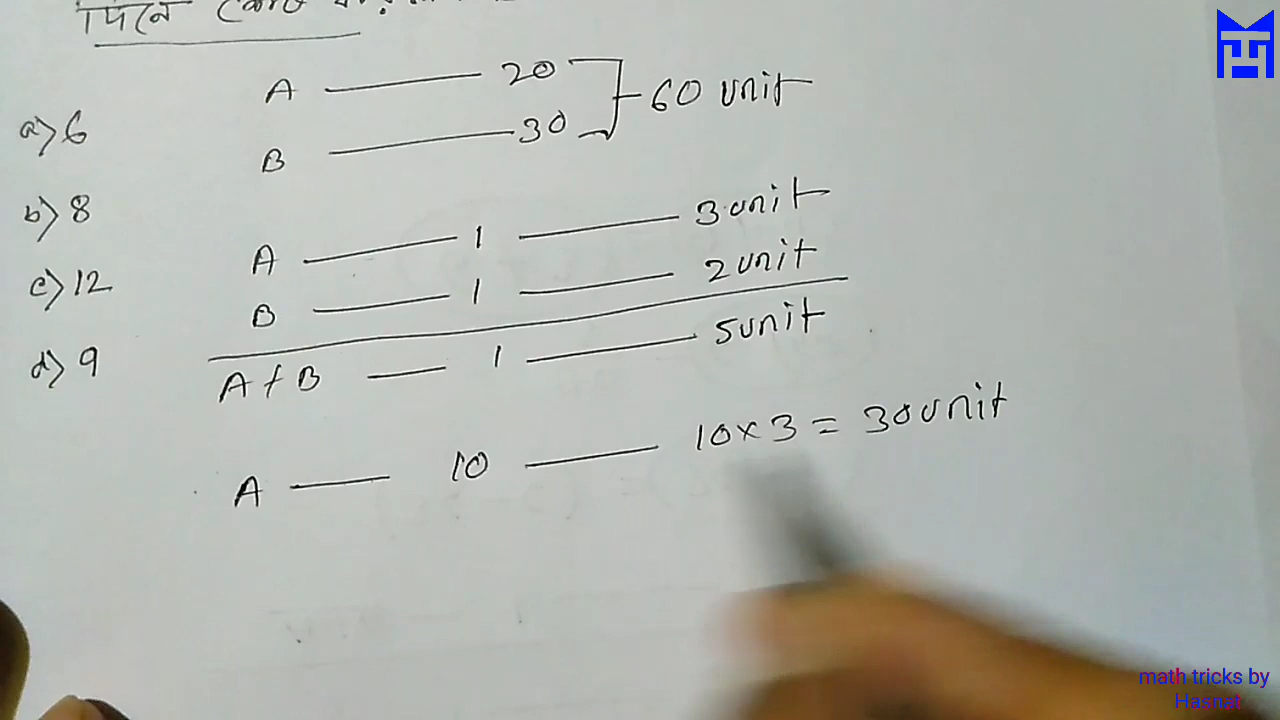 দিনে
A — 20
B — 30
60 unit
a> 6
b> 8
c> 12
d> 9
A — 1 — 3 unit
B — 1 — 2 unit
A + B — 1 — 5 unit
A — 10 — 10 × 3 = 30 unit
math tricks by
Hasnat